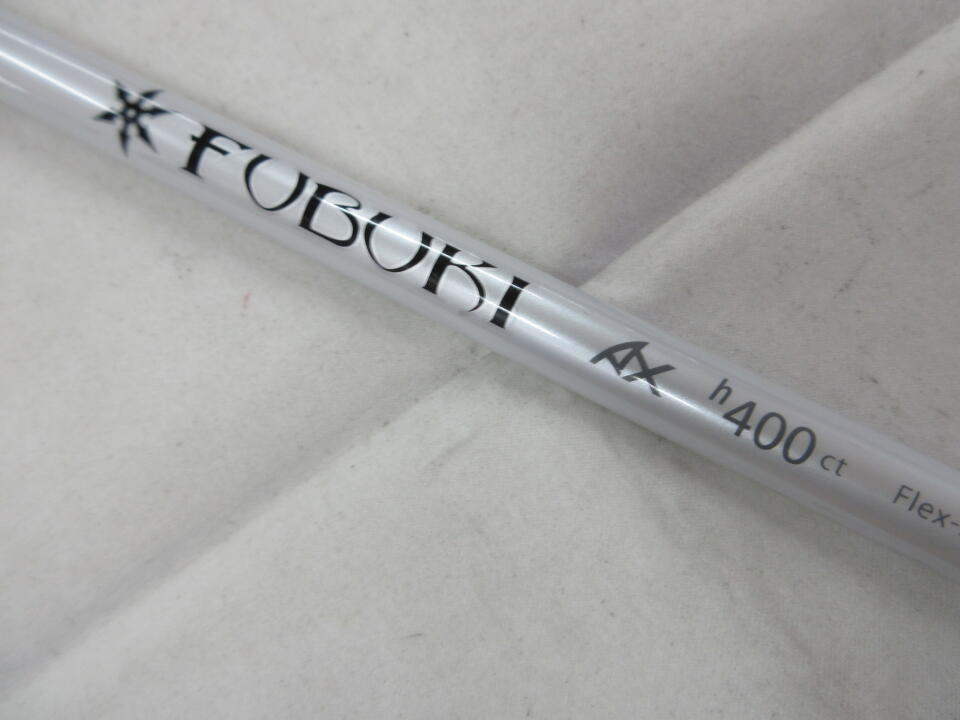 FUBUKI AX h400 ct Flex-